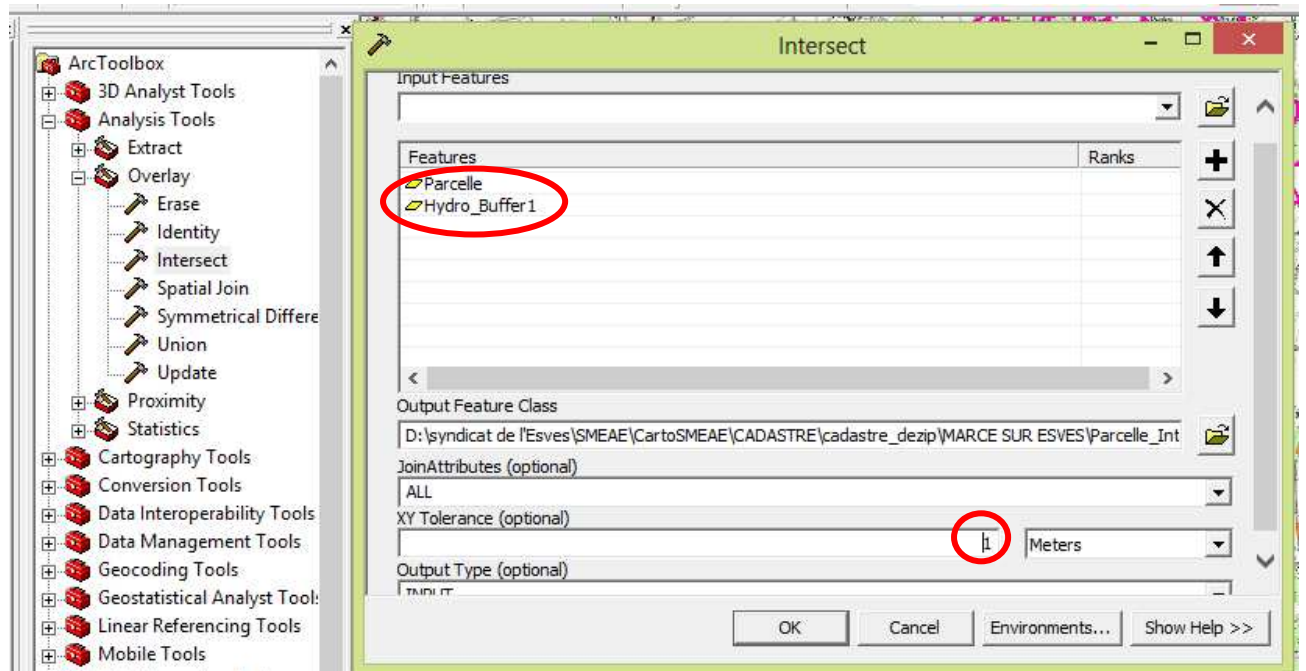 ArcToolbox
3D Analyst Tools
Analysis Tools
Extract
Overlay
Erase
Identity
Intersect
Spatial Join
Symmetrical Differe
Union
Update
Proximity
Statistics
Cartography Tools
Conversion Tools
Data Interoperability Tools
Data Management Tools
Geocoding Tools
Geostatistical Analyst Tool
Linear Referencing Tools
Mobile Tools
Intersect
Input Features
Features Ranks
Parcelle
Hydro_Buffer1
Output Feature Class
D:\syndicat de l'Esves\SMEAE\CartoSMEAE\CADASTRE\cadastre_dezip\MARCE SUR ESVES\Parcelle_Int
JoinAttributes (optional)
ALL
XY Tolerance (optional)
1 Meters
Output Type (optional)
INPUT
OK Cancel Environments... Show Help >>